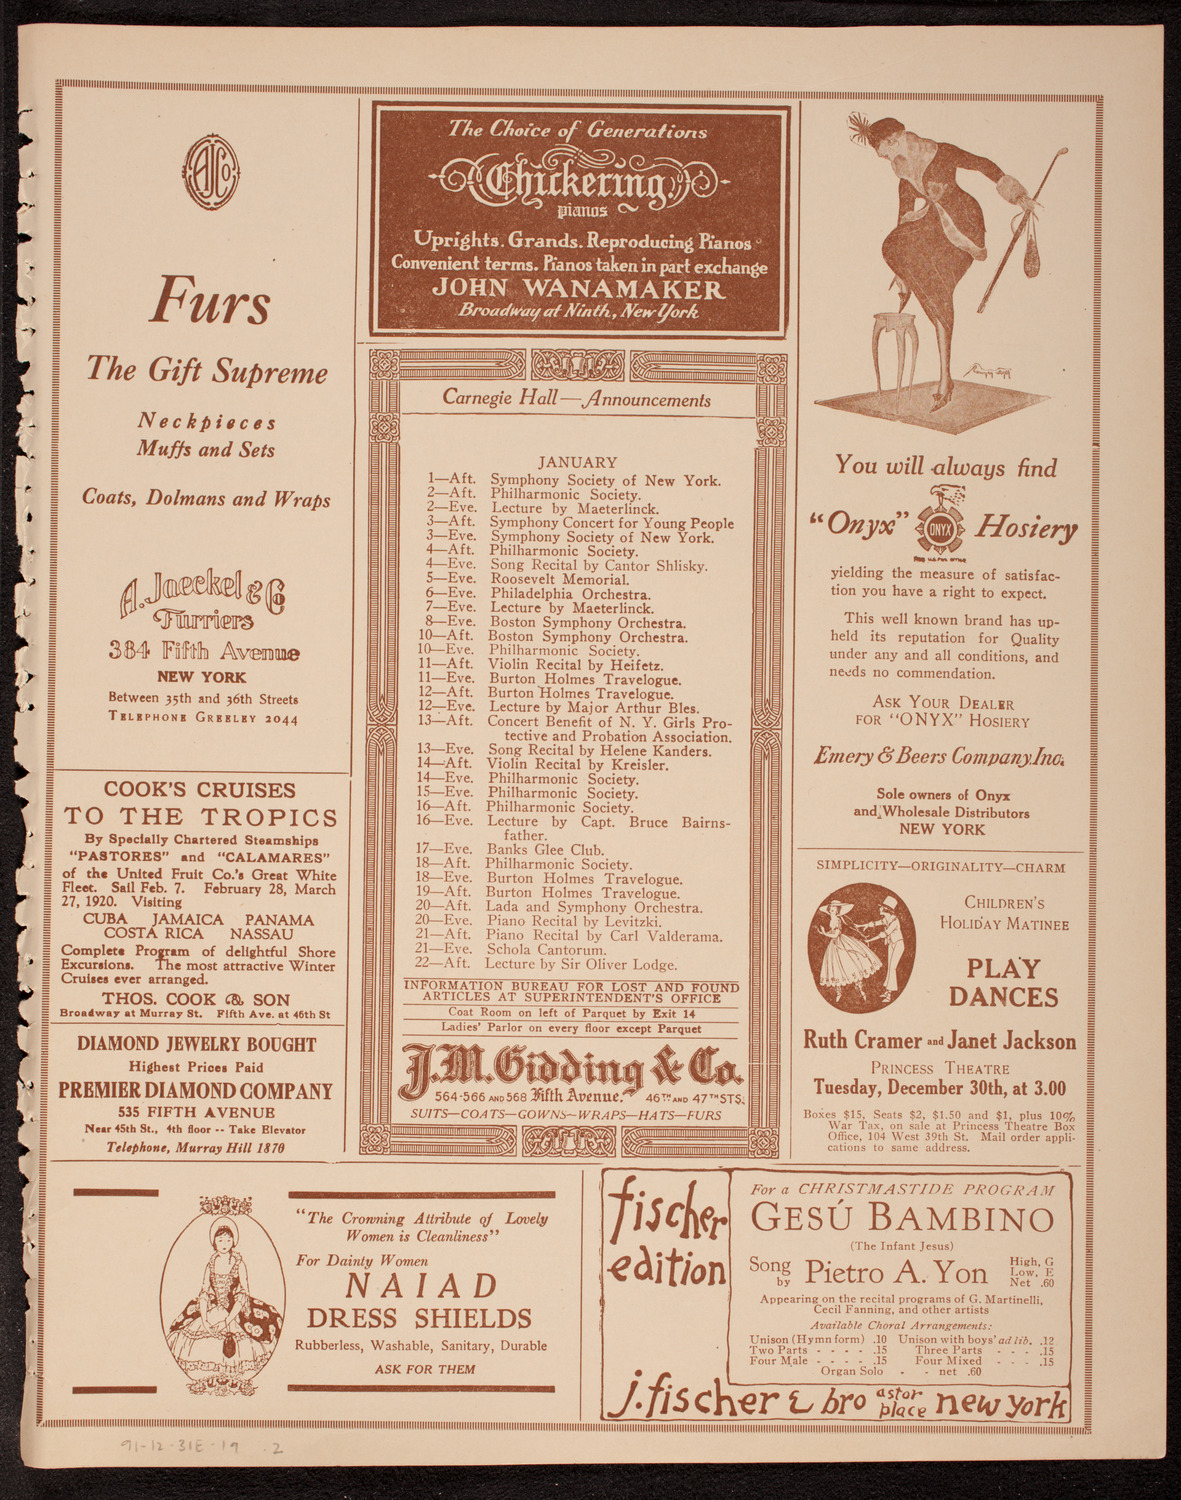 AJCo.
Furs
The Gift Supreme
Neckpieces
Muffs and Sets
Coats, Dolmans and Wraps
A. Jaeckel & Co
Furriers
384 Fifth Avenue
NEW YORK
Between 35th and 36th Streets
TELEPHONE GREELEY 2044
COOK'S CRUISES
TO THE TROPICS
By Specially Chartered Steamships
"PASTORES" and "CALAMARES"
of the United Fruit Co.'s Great White
Fleet. Sail Feb. 7. February 28, March
27, 1920. Visiting
CUBA JAMAICA PANAMA
COSTA RICA NASSAU
Complete Program of delightful Shore
Excursions. The most attractive Winter
Cruises ever arranged.
THOS. COOK & SON
Broadway at Murray St. Fifth Ave. at 46th St
DIAMOND JEWELRY BOUGHT
Highest Prices Paid
PREMIER DIAMOND COMPANY
535 FIFTH AVENUE
Near 45th St., 4th floor -- Take Elevator
Telephone, Murray Hill 1870
The Choice of Generations
Chickering
pianos
Uprights. Grands. Reproducing Pianos
Convenient terms. Pianos taken in part exchange
JOHN WANAMAKER
Broadway at Ninth, New York
Carnegie Hall—Announcements
JANUARY
1—Aft. Symphony Society of New York.
2—Aft. Philharmonic Society.
2—Eve. Lecture by Maeterlinck.
3—Aft. Symphony Concert for Young People
3—Eve. Symphony Society of New York.
4—Aft. Philharmonic Society.
4—Eve. Song Recital by Cantor Shlisky.
5—Eve. Roosevelt Memorial.
6—Eve. Philadelphia Orchestra.
7—Eve. Lecture by Maeterlinck.
8—Eve. Boston Symphony Orchestra.
10—Aft. Boston Symphony Orchestra.
10—Eve. Philharmonic Society.
11—Aft. Violin Recital by Heifetz.
11—Eve. Burton Holmes Travelogue.
12—Aft. Burton Holmes Travelogue.
12—Eve. Lecture by Major Arthur Bles.
13—Aft. Concert Benefit of N. Y. Girls Pro-
tective and Probation Association.
13—Eve. Song Recital by Helene Kanders.
14—Aft. Violin Recital by Kreisler.
14—Eve. Philharmonic Society.
15—Eve. Philharmonic Society.
16—Aft. Philharmonic Society.
16—Eve. Lecture by Capt. Bruce Bairns-
father.
17—Eve. Banks Glee Club.
18—Aft. Philharmonic Society.
18—Eve. Burton Holmes Travelogue.
19—Aft. Burton Holmes Travelogue.
20—Aft. Lada and Symphony Orchestra.
20—Eve. Piano Recital by Levitzki.
21—Aft. Piano Recital by Carl Valderama.
21—Eve. Schola Cantorum.
22—Aft. Lecture by Sir Oliver Lodge.
INFORMATION BUREAU FOR LOST AND FOUND
ARTICLES AT SUPERINTENDENT'S OFFICE
Coat Room on left of Parquet by Exit 14
Ladies' Parlor on every floor except Parquet
J.M. Gidding & Co.
564-566 AND 568 Fifth Avenue. 46TH AND 47TH STS.
SUITS—COATS—GOWNS—WRAPS—HATS—FURS
You will always find
"Onyx" ONYX Hosiery
yielding the measure of satisfac-
tion you have a right to expect.
This well known brand has up-
held its reputation for Quality
under any and all conditions, and
needs no commendation.
ASK YOUR DEALER
FOR "ONYX" HOSIERY
Emery & Beers Company. Inc.
Sole owners of Onyx
and Wholesale Distributors
NEW YORK
SIMPLICITY—ORIGINALITY—CHARM
CHILDREN'S
HOLIDAY MATINEE
PLAY
DANCES
Ruth Cramer and Janet Jackson
PRINCESS THEATRE
Tuesday, December 30th, at 3.00
Boxes $15, Seats $2, $1.50 and $1, plus 10%
War Tax, on sale at Princess Theatre Box
Office, 104 West 39th St. Mail order appli-
cations to same address.
"The Crowning Attribute of Lovely
Women is Cleanliness"
For Dainty Women
NAIAD
DRESS SHIELDS
Rubberless, Washable, Sanitary, Durable
ASK FOR THEM
fischer
edition
For a CHRISTMASTIDE PROGRAM
GESÚ BAMBINO
(The Infant Jesus)
Song by Pietro A. Yon
High, G
Low, E
Net .60
Appearing on the recital programs of G. Martinelli,
Cecil Fanning, and other artists
Available Choral Arrangements:
Unison (Hymn form) .10 Unison with boys' ad lib. .12
Two Parts - - - - .15 Three Parts - - - .15
Four Male - - - - .15 Four Mixed - - - .15
Organ Solo - - net .60
j. fischer & bro astor place new york
91-12-31E-19 .2